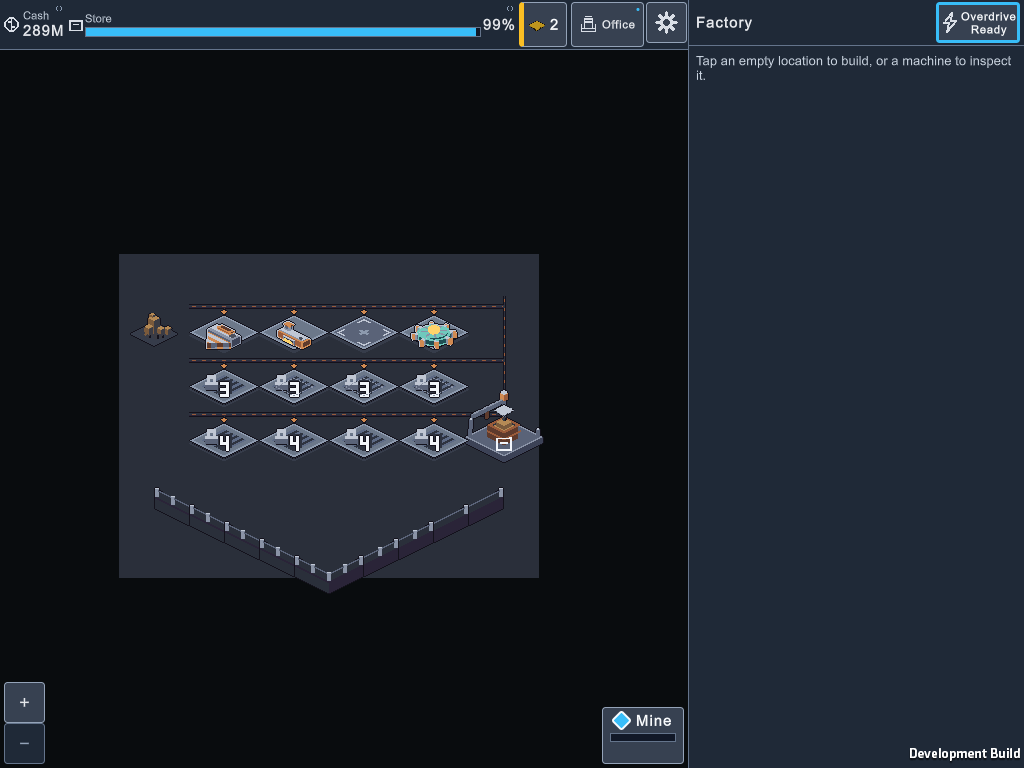 Cash
289M
Store
99%
2
Office
Factory
Overdrive
Ready
Tap an empty location to build, or a machine to inspect
it.
3 3 3 3
4 4 4 4
+
−
Mine
Development Build